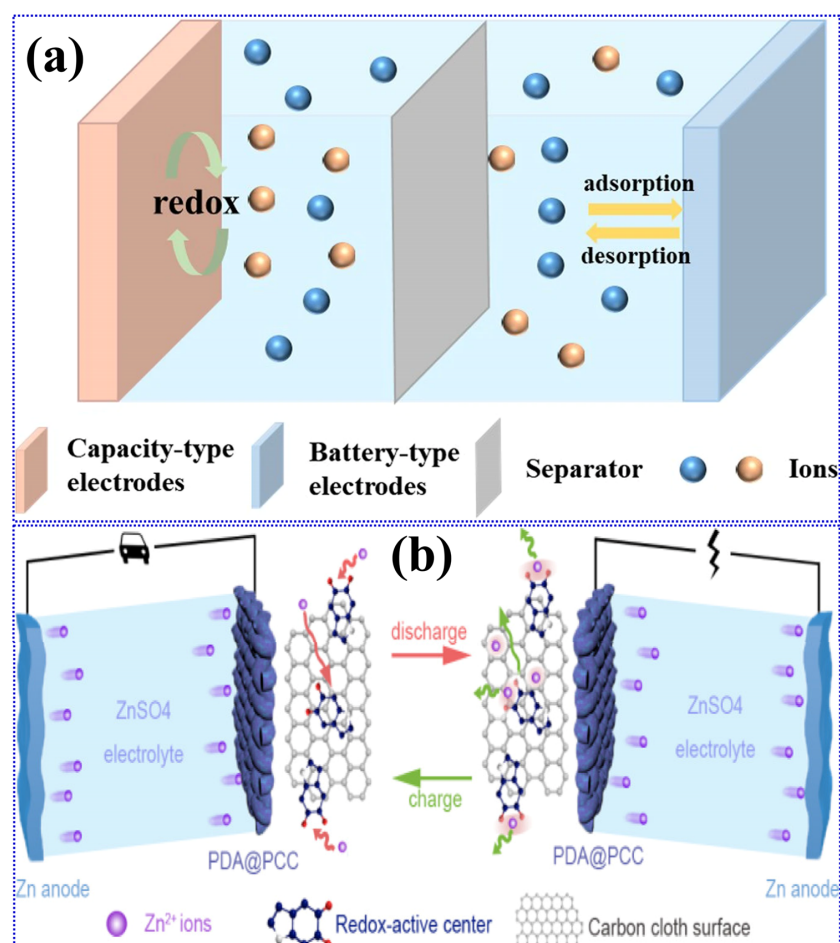 (a)
redox
adsorption
desorption
Capacity-type
electrodes
Battery-type
electrodes
Separator
Ions
(b)
discharge
charge
ZnSO4
electrolyte
PDA@PCC
Zn anode
ZnSO4
electrolyte
PDA@PCC
Zn anode
Zn²⁺ ions
Redox-active center
Carbon cloth surface